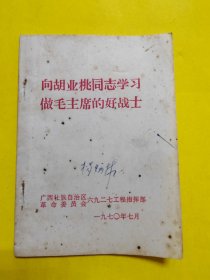 向胡业桃同志学习
做毛主席的好战士
广西壮族自治区
革命委员会
六九二七工程指挥部
一九七〇年七月